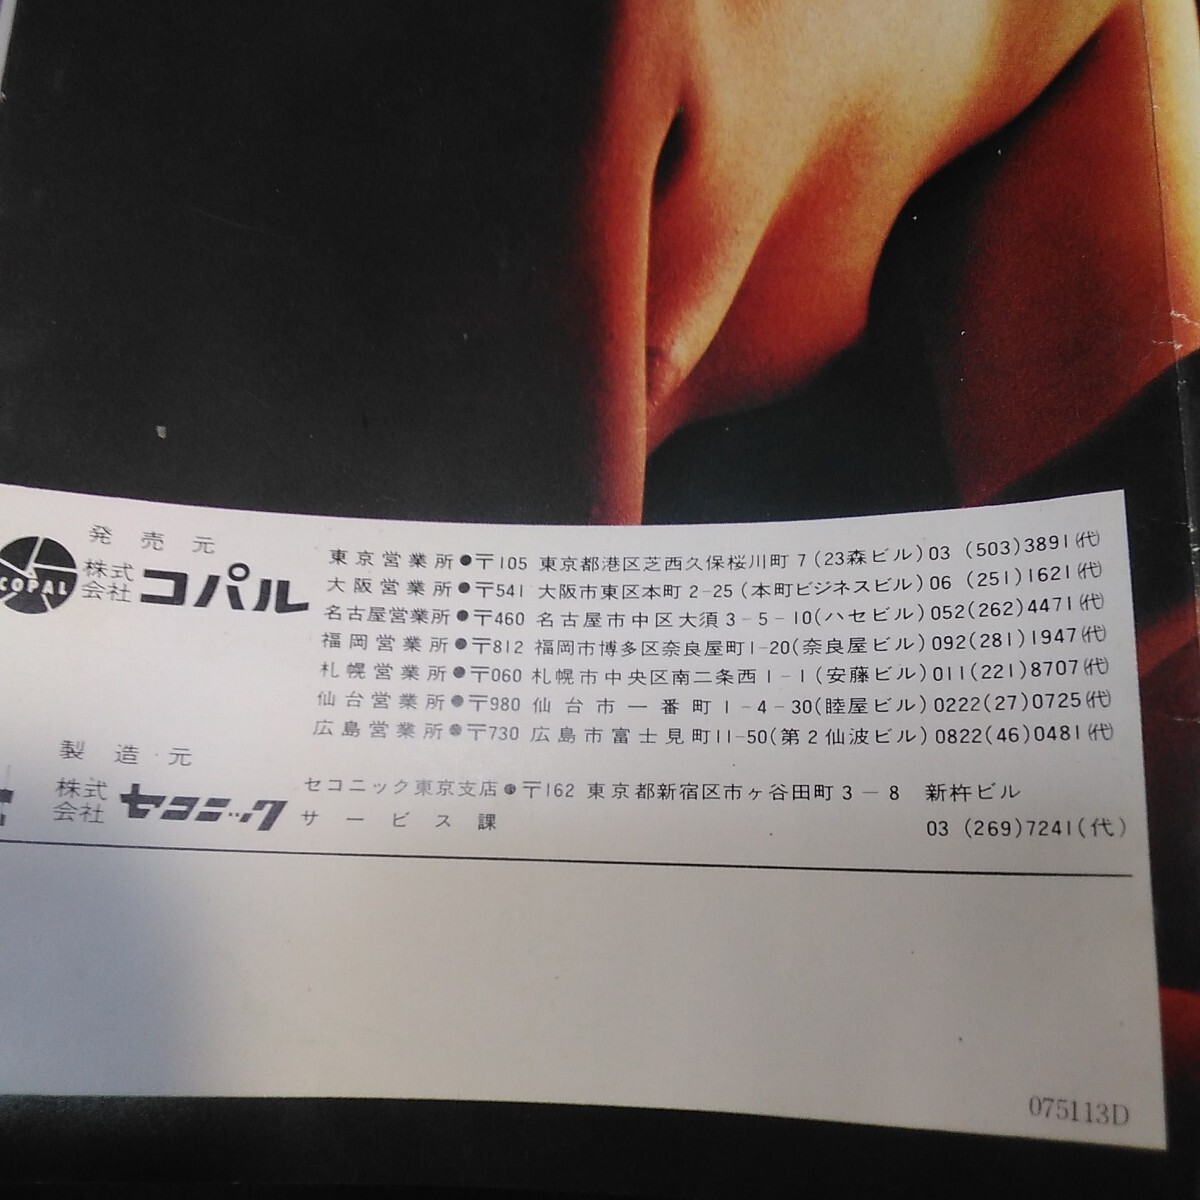 発売元
COPAL 株式会社 コパル
東京営業所●〒105 東京都港区芝西久保桜川町7(23森ビル)03 (503)3891(代)
大阪営業所●〒541 大阪市東区本町2-25(本町ビジネスビル)06 (251)1621(代)
名古屋営業所●〒460 名古屋市中区大須3-5-10(ハセビル)052(262)4471(代)
福岡営業所●〒812 福岡市博多区奈良屋町1-20(奈良屋ビル)092(281)1947(代)
札幌営業所●〒060 札幌市中央区南二条西1-1(安藤ビル)011(221)8707(代)
仙台営業所●〒980 仙台市一番町1-4-30(睦屋ビル)0222(27)0725(代)
広島営業所●〒730 広島市富士見町11-50(第2仙波ビル)0822(46)0481(代)
製造元
株式会社 セコニック
セコニック東京支店●〒162 東京都新宿区市ヶ谷田町3-8 新杵ビル
サービス課 03 (269)7241(代)
075113D